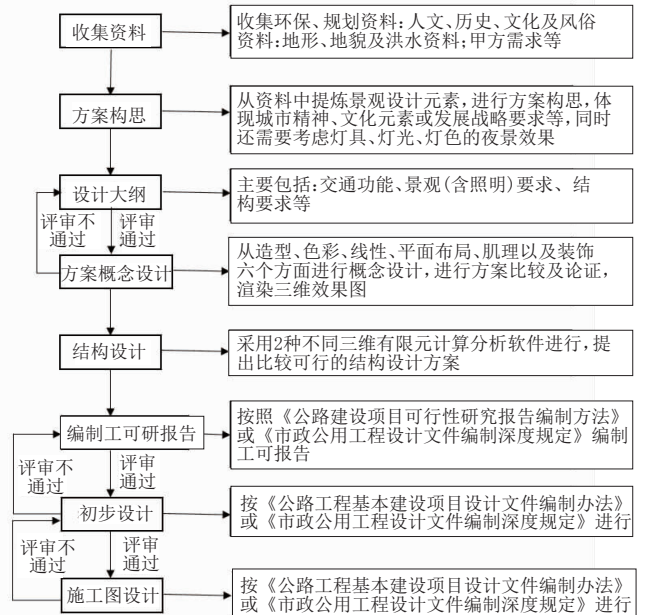 收集资料
收集环保、规划资料:人文、历史、文化及风俗
资料:地形、地貌及洪水资料;甲方需求等
方案构思
从资料中提炼景观设计元素,进行方案构思,体
现城市精神、文化元素或发展战略要求等,同时
还需要考虑灯具、灯光、灯色的夜景效果
设计大纲
主要包括:交通功能、景观(含照明)要求、结
构要求等
评审不
通过
评审
通过
方案概念设计
从造型、色彩、线性、平面布局、肌理以及装饰
六个方面进行概念设计,进行方案比较及论证,
渲染三维效果图
结构设计
采用2种不同三维有限元计算分析软件进行,提
出比较可行的结构设计方案
编制工可研报告
按照《公路建设项目可行性研究报告编制方法》
或《市政公用工程设计文件编制深度规定》编制
工可报告
评审不
通过
评审
通过
初步设计
按《公路工程基本建设项目设计文件编制办法》
或《市政公用工程设计文件编制深度规定》进行
评审不
通过
评审
通过
施工图设计
按《公路工程基本建设项目设计文件编制办法》
或《市政公用工程设计文件编制深度规定》进行